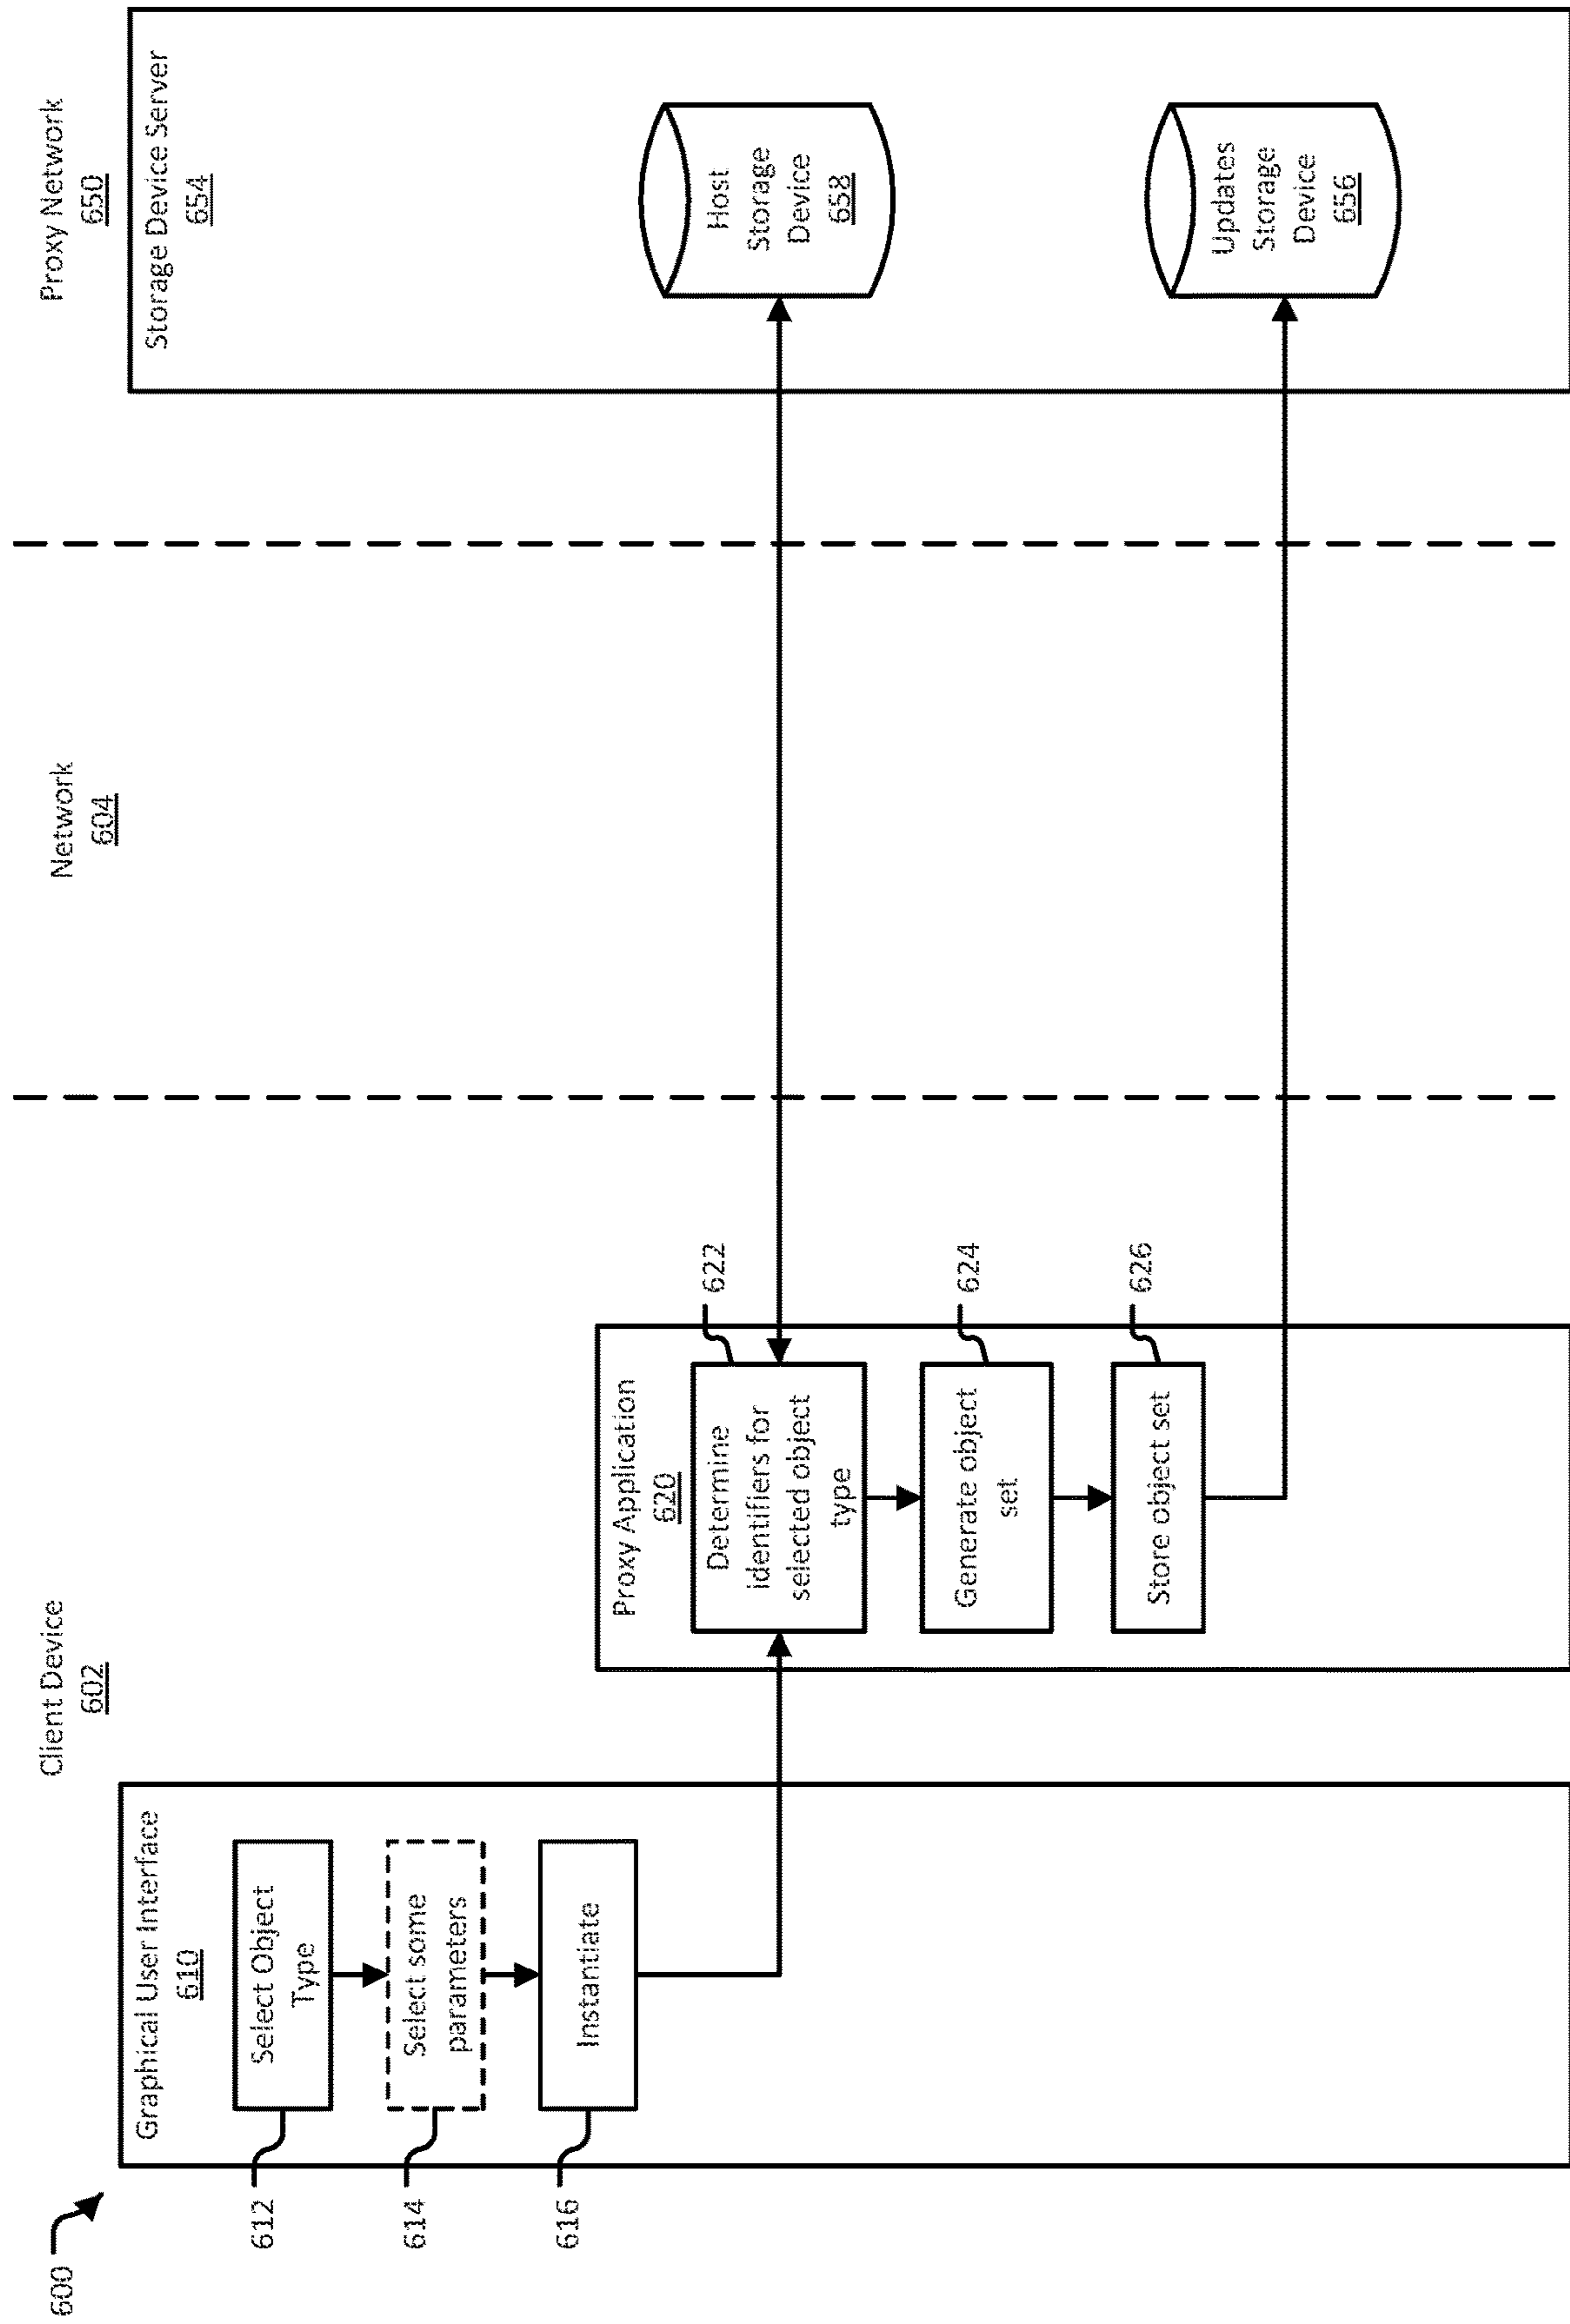 600
Client Device
602
Network
604
Proxy Network
650
Graphical User Interface
610
612
Select Object
Type
614
Select some
parameters
616
Instantiate
Proxy Application
620
622
Determine
identifiers for
selected object
type
624
Generate object
set
626
Store object set
Storage Device Server
654
Host
Storage
Device
658
Updates
Storage
Device
656